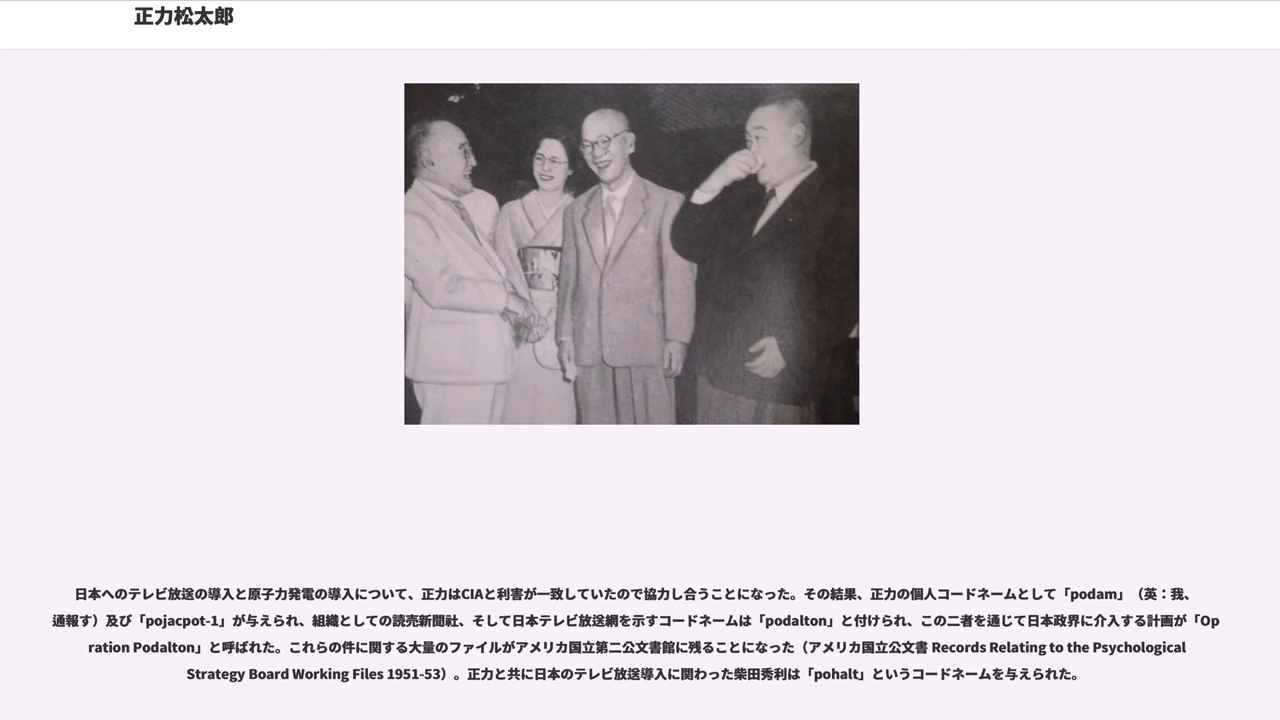 正力松太郎
日本へのテレビ放送の導入と原子力発電の導入について、正力はCIAと利害が一致していたので協力し合うことになった。その結果、正力の個人コードネームとして「podam」（英：我、
通報す）及び「pojacpot-1」が与えられ、組織としての読売新聞社、そして日本テレビ放送網を示すコードネームは「podalton」と付けられ、この二者を通じて日本政界に介入する計画が「Op
ration Podalton」と呼ばれた。これらの件に関する大量のファイルがアメリカ国立第二公文書館に残ることになった（アメリカ国立公文書 Records Relating to the Psychological
Strategy Board Working Files 1951-53）。正力と共に日本のテレビ放送導入に関わった柴田秀利は「pohalt」というコードネームを与えられた。